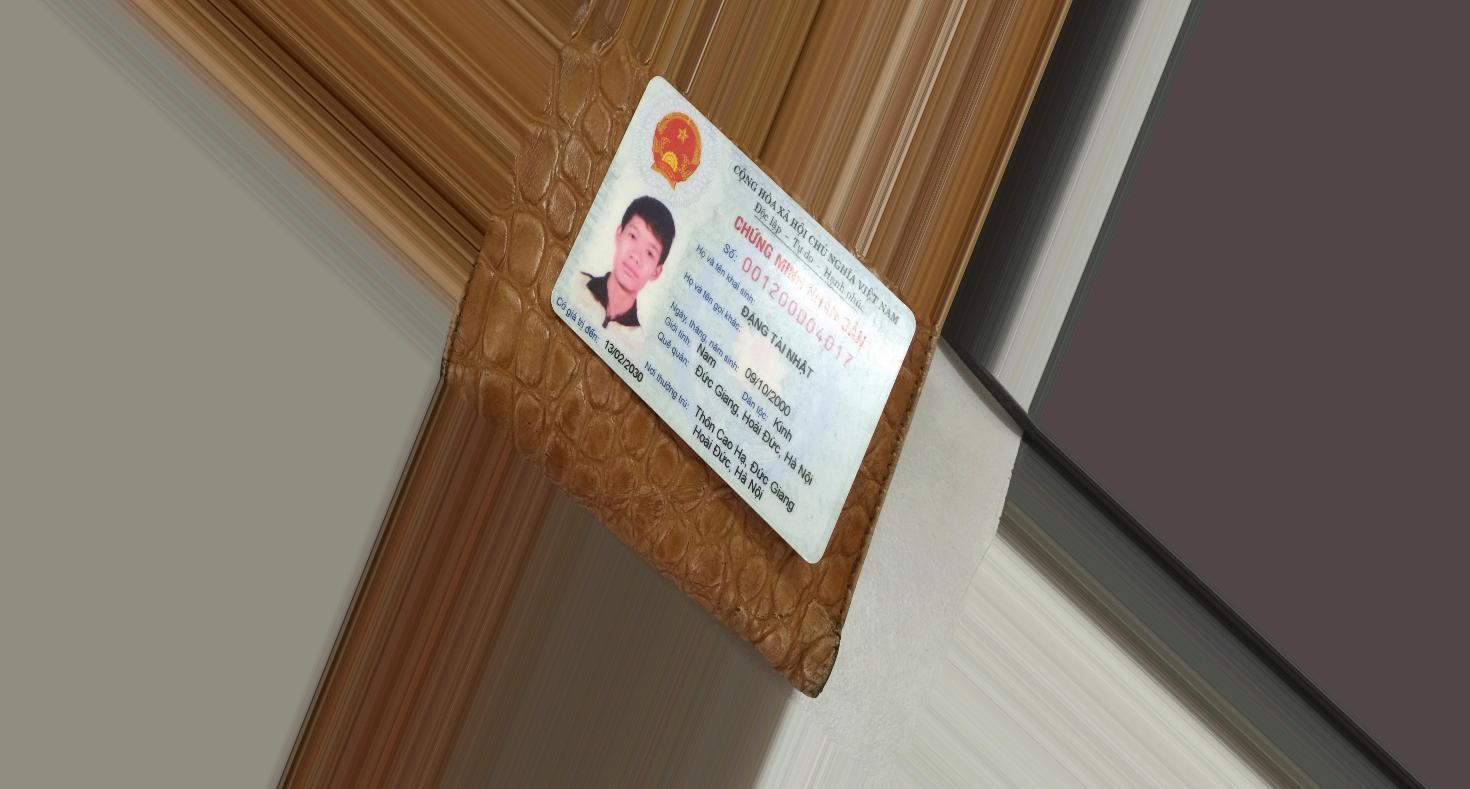 CỘNG HÒA XÃ HỘI CHỦ NGHĨA VIỆT NAM
Độc lập - Tự do - Hạnh phúc
CHỨNG MINH NHÂN DÂN
Số: 001200004017
Họ và tên khai sinh: ĐẶNG TÀI NHẬT
Họ và tên gọi khác:
Ngày, tháng, năm sinh: 09/10/2000
Giới tính: Nam Dân tộc: Kinh
Quê quán: Đức Giang, Hoài Đức, Hà Nội
Nơi thường trú: Thôn Cao Hạ, Đức Giang
Hoài Đức, Hà Nội
Có giá trị đến: 13/02/2030